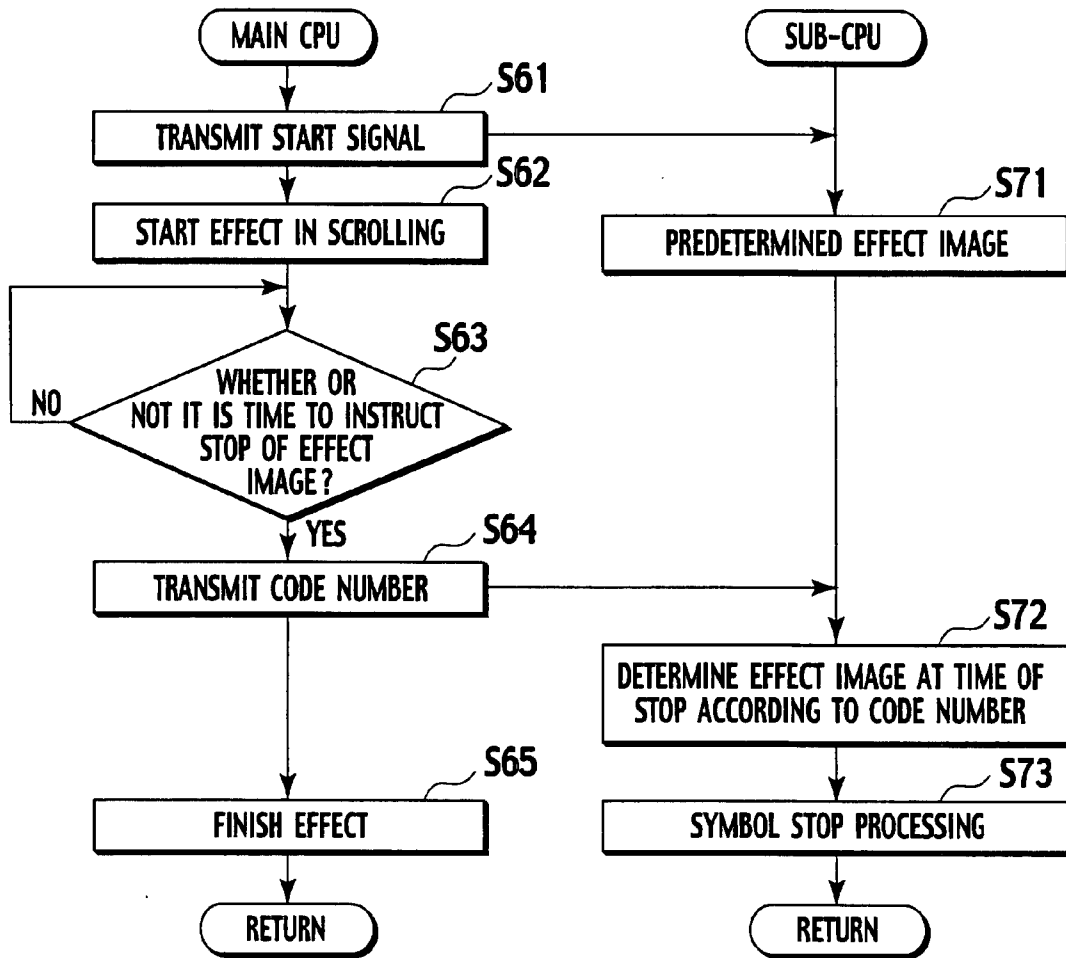 MAIN CPU
S61
TRANSMIT START SIGNAL
S62
START EFFECT IN SCROLLING
S63
WHETHER OR
NOT IT IS TIME TO INSTRUCT
STOP OF EFFECT
IMAGE?
NO
YES
S64
TRANSMIT CODE NUMBER
S65
FINISH EFFECT
RETURN
SUB-CPU
S71
PREDETERMINED EFFECT IMAGE
S72
DETERMINE EFFECT IMAGE AT TIME OF
STOP ACCORDING TO CODE NUMBER
S73
SYMBOL STOP PROCESSING
RETURN